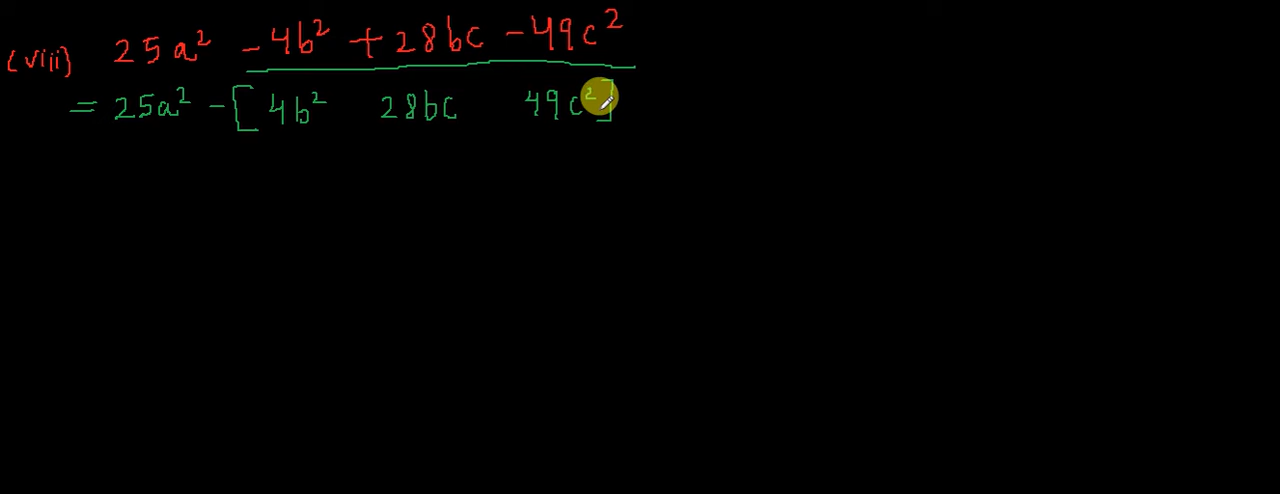 (viii) 25a² - 4b² + 28bc - 49c²
= 25a² - [ 4b² 28bc 49c² ]